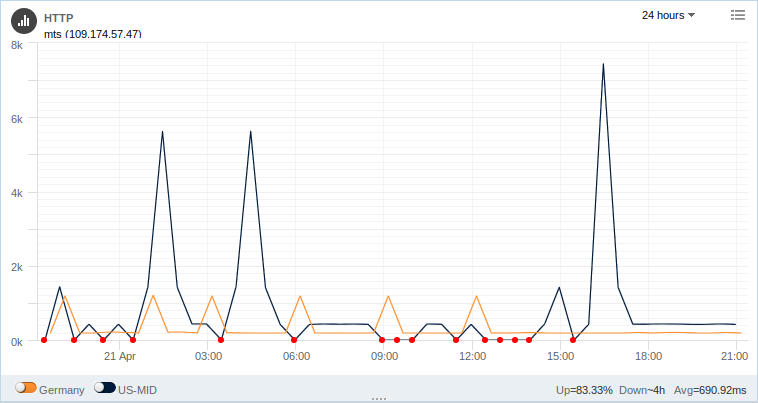 HTTP
24 hours
mts (109.174.57.47)
8k
6k
4k
2k
0k
21 Apr 03:00 06:00 09:00 12:00 15:00 18:00 21:00
Germany US-MID Up=83.33% Down~4h Avg=690.92ms